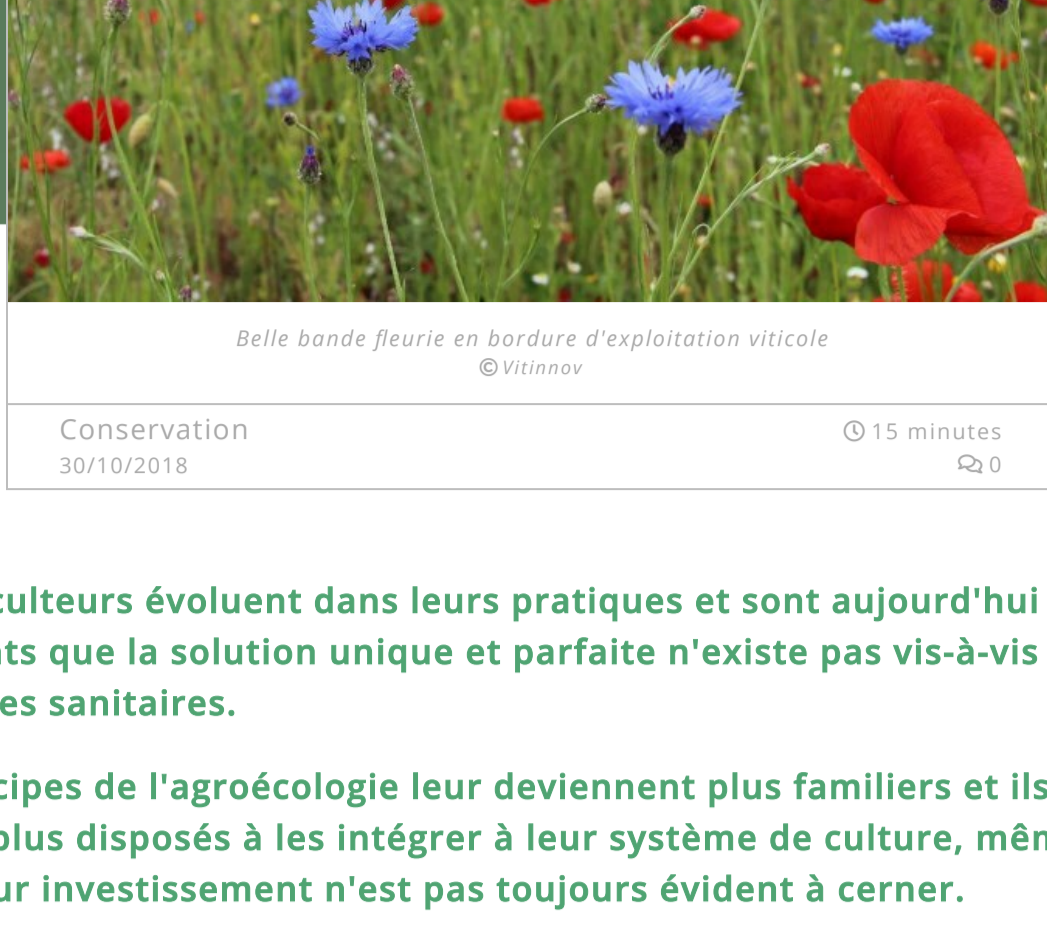 Belle bande fleurie en bordure d'exploitation viticole
© Vitinnov
Conservation
15 minutes
30/10/2018
0
culteurs évoluent dans leurs pratiques et sont aujourd'hui
nts que la solution unique et parfaite n'existe pas vis-à-vis
es sanitaires.
cipes de l'agroécologie leur deviennent plus familiers et ils
plus disposés à les intégrer à leur système de culture, mêm
ur investissement n'est pas toujours évident à cerner.